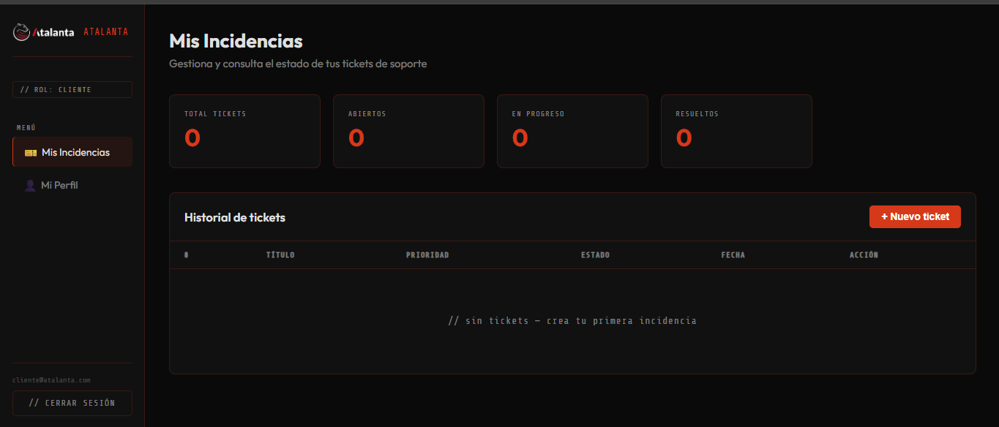 Atalanta ATALANTA
// ROL: CLIENTE
MENÚ
Mis Incidencias
Mi Perfil
cliente@atalanta.com
// CERRAR SESIÓN
Mis Incidencias
Gestiona y consulta el estado de tus tickets de soporte
TOTAL TICKETS
0
ABIERTOS
0
EN PROGRESO
0
RESUELTOS
0
Historial de tickets
+ Nuevo ticket
# TÍTULO PRIORIDAD ESTADO FECHA ACCIÓN
// sin tickets — crea tu primera incidencia